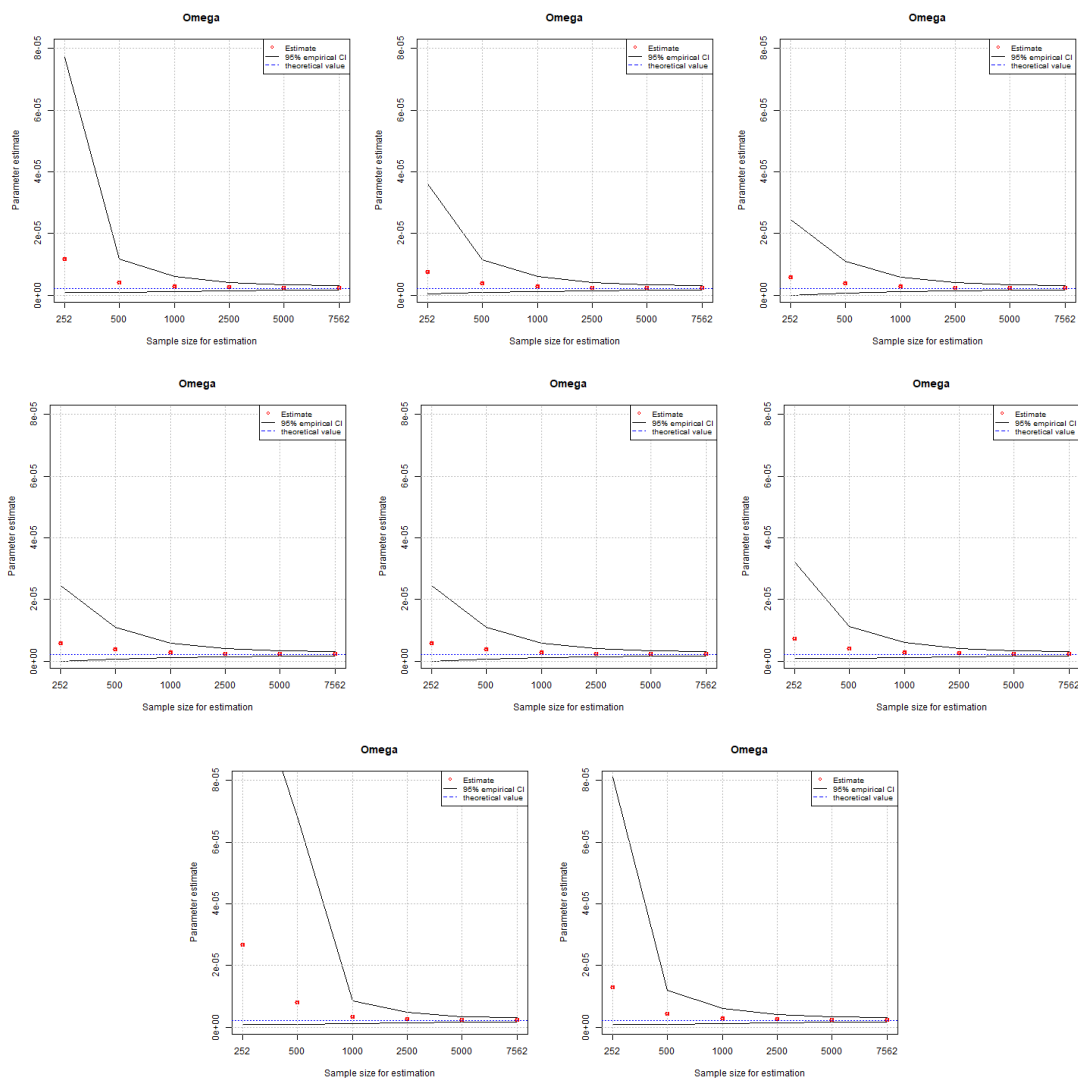 Omega
Parameter estimate
8e-05
6e-05
4e-05
2e-05
0e+00
Estimate
95% empirical CI
theoretical value
252 500 1000 2500 5000 7562
Sample size for estimation
Omega
Parameter estimate
8e-05
6e-05
4e-05
2e-05
0e+00
Estimate
95% empirical CI
theoretical value
252 500 1000 2500 5000 7562
Sample size for estimation
Omega
Parameter estimate
8e-05
6e-05
4e-05
2e-05
0e+00
Estimate
95% empirical CI
theoretical value
252 500 1000 2500 5000 7562
Sample size for estimation
Omega
Parameter estimate
8e-05
6e-05
4e-05
2e-05
0e+00
Estimate
95% empirical CI
theoretical value
252 500 1000 2500 5000 7562
Sample size for estimation
Omega
Parameter estimate
8e-05
6e-05
4e-05
2e-05
0e+00
Estimate
95% empirical CI
theoretical value
252 500 1000 2500 5000 7562
Sample size for estimation
Omega
Parameter estimate
8e-05
6e-05
4e-05
2e-05
0e+00
Estimate
95% empirical CI
theoretical value
252 500 1000 2500 5000 7562
Sample size for estimation
Omega
Parameter estimate
8e-05
6e-05
4e-05
2e-05
0e+00
Estimate
95% empirical CI
theoretical value
252 500 1000 2500 5000 7562
Sample size for estimation
Omega
Parameter estimate
8e-05
6e-05
4e-05
2e-05
0e+00
Estimate
95% empirical CI
theoretical value
252 500 1000 2500 5000 7562
Sample size for estimation